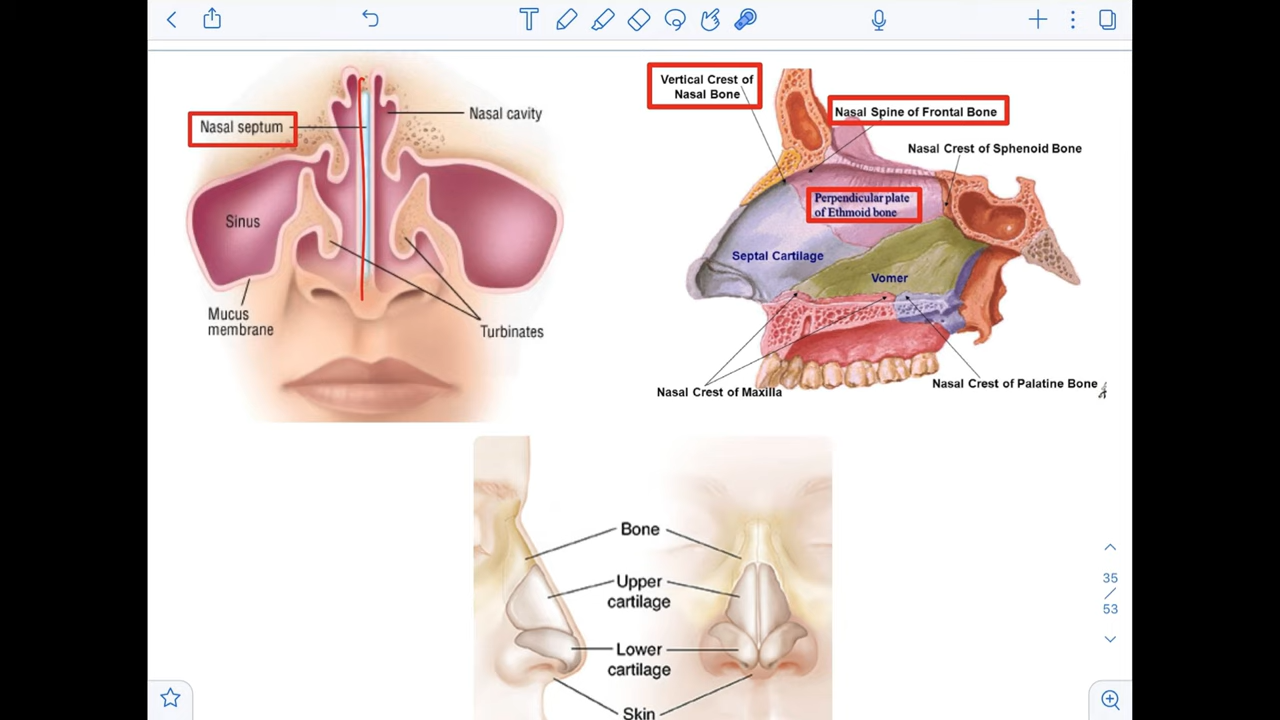 Nasal septum
Nasal cavity
Sinus
Mucus
membrane
Turbinates
Vertical Crest of
Nasal Bone
Nasal Spine of Frontal Bone
Nasal Crest of Sphenoid Bone
Perpendicular plate
of Ethmoid bone
Septal Cartilage
Vomer
Nasal Crest of Maxilla
Nasal Crest of Palatine Bone
Bone
Upper
cartilage
Lower
cartilage
Skin
35
/
53